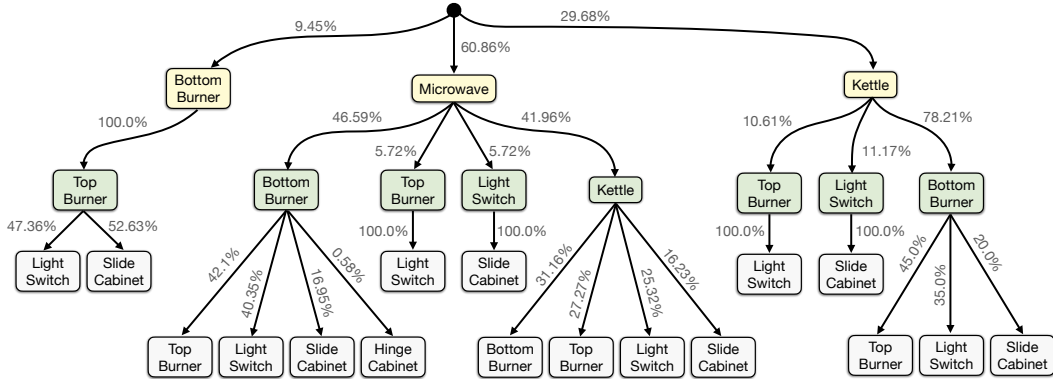 9.45%
60.86%
29.68%
Bottom
Burner
Microwave
Kettle
100.0%
46.59%
5.72%
5.72%
41.96%
10.61%
11.17%
78.21%
Top
Burner
Bottom
Burner
Top
Burner
Light
Switch
Kettle
Top
Burner
Light
Switch
Bottom
Burner
47.36%
52.63%
42.1%
40.35%
16.95%
0.58%
100.0%
100.0%
31.16%
27.27%
25.32%
16.23%
100.0%
100.0%
45.0%
35.0%
20.0%
Light
Switch
Slide
Cabinet
Light
Switch
Slide
Cabinet
Light
Switch
Slide
Cabinet
Top
Burner
Light
Switch
Slide
Cabinet
Hinge
Cabinet
Bottom
Burner
Top
Burner
Light
Switch
Slide
Cabinet
Top
Burner
Light
Switch
Slide
Cabinet